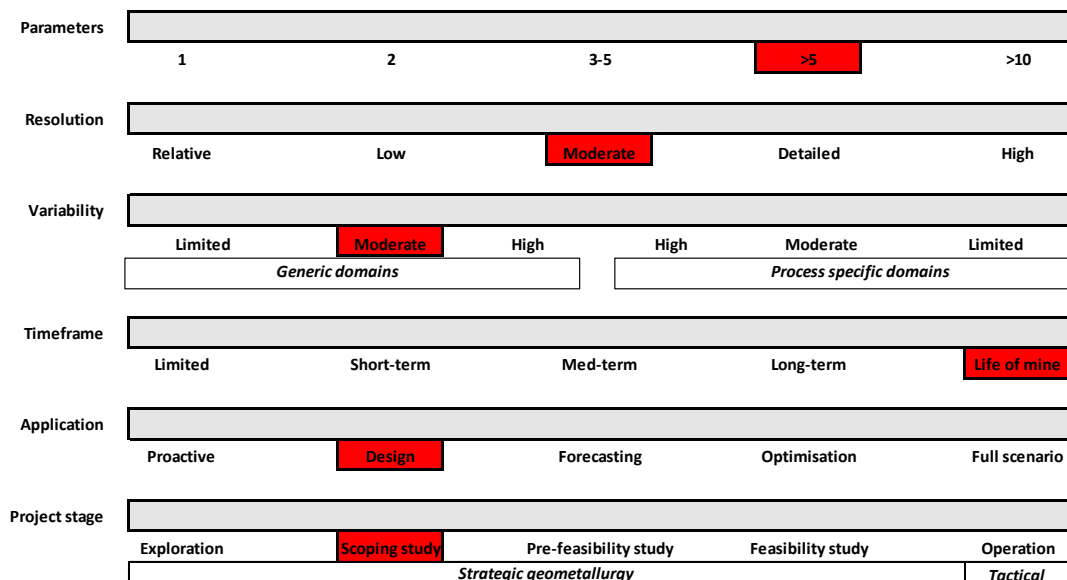 Parameters
1 2 3-5 >5 >10
Resolution
Relative Low Moderate Detailed High
Variability
Limited Moderate High High Moderate Limited
Generic domains Process specific domains
Timeframe
Limited Short-term Med-term Long-term Life of mine
Application
Proactive Design Forecasting Optimisation Full scenario
Project stage
Exploration Scoping study Pre-feasibility study Feasibility study Operation
Strategic geometallurgy Tactical